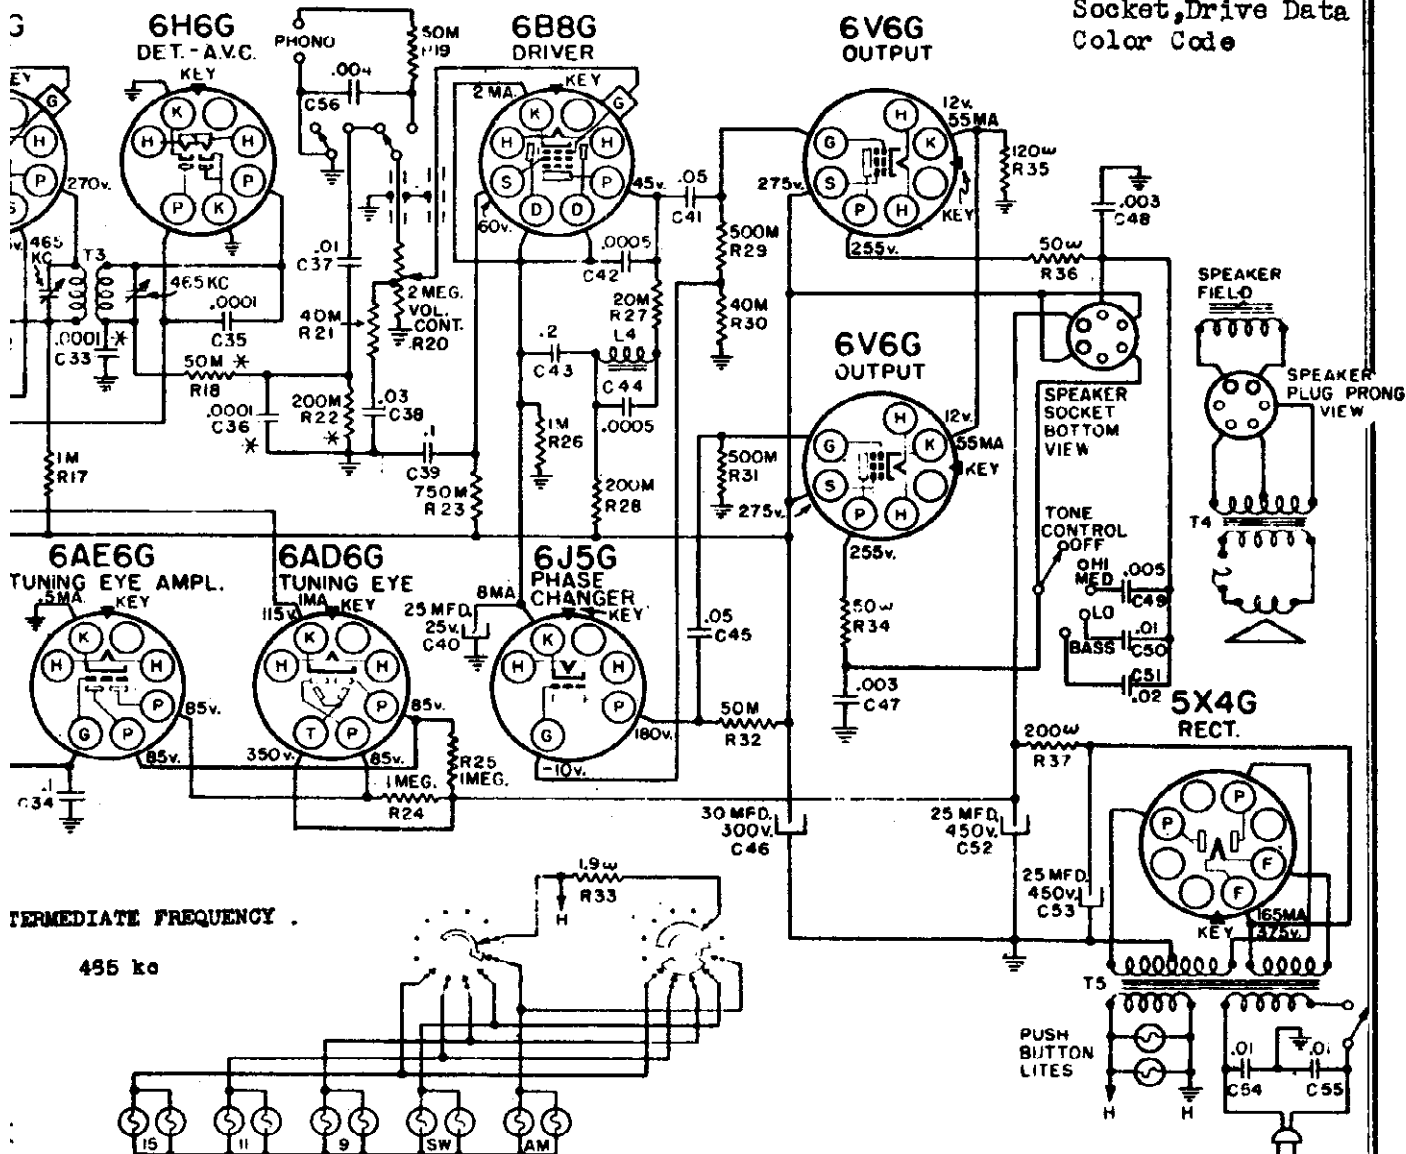 G
6H6G
DET.-A.V.C.
KEY
PHONO
50M
R19
.004
C56
6B8G
DRIVER
2 MA.
KEY
6V6G
OUTPUT
Socket,Drive Data
Color Code
EY
G
H
P
S
270v.
K
H
H
P
P
K
K
G
H
H
S
P
D
D
45v.
60v.
.05
C41
G
H
K
S
P
H
12v.
55MA
275v.
KEY
255v.
120ω
R35
.003
C48
50ω
R36
465
KC
T3
465KC
.0001
C35
.0001 *
C33
50M *
R18
.0001
C36
*
200M
R22
*
.01
C37
40M
R21
2 MEG.
VOL.
CONT.
R20
.03
C38
.1
C39
.0005
C42
20M
R27
L4
C44
.0005
.2
C43
1M
R26
200M
R28
500M
R29
40M
R30
6V6G
OUTPUT
12v.
55MA
KEY
H
G
K
S
P
H
275v.
255v.
500M
R31
SPEAKER
FIELD
SPEAKER
PLUG PRONG
VIEW
SPEAKER
SOCKET
BOTTOM
VIEW
T4
1M
R17
750M
R23
6AE6G
TUNING EYE AMPL.
.5MA
KEY
K
H
H
P
G
P
85v.
85v.
.1
C34
6AD6G
TUNING EYE
1MA
KEY
115v.
K
H
H
P
T
P
85v.
350v.
85v.
R25
1MEG.
1MEG.
R24
25 MFD.
25v.
C40
8MA
6J5G
PHASE
CHANGER
KEY
K
H
H
P
G
180v.
-10v.
.05
C45
50M
R32
50ω
R34
.003
C47
TONE
CONTROL
OFF
HI
MED
LO
BASS
.005
C49
.01
C50
C51
.02
5X4G
RECT.
200ω
R37
30 MFD.
300V.
C46
25 MFD.
450v.
C52
25 MFD.
450v.
C53
P
P
F
F
KEY
165MA
375v.
T5
1.9ω
R33
H
TERMEDIATE FREQUENCY .
465 kc
PUSH
BUTTON
LITES
H
H
.01
C54
.01
C55
15
11
9
SW
AM